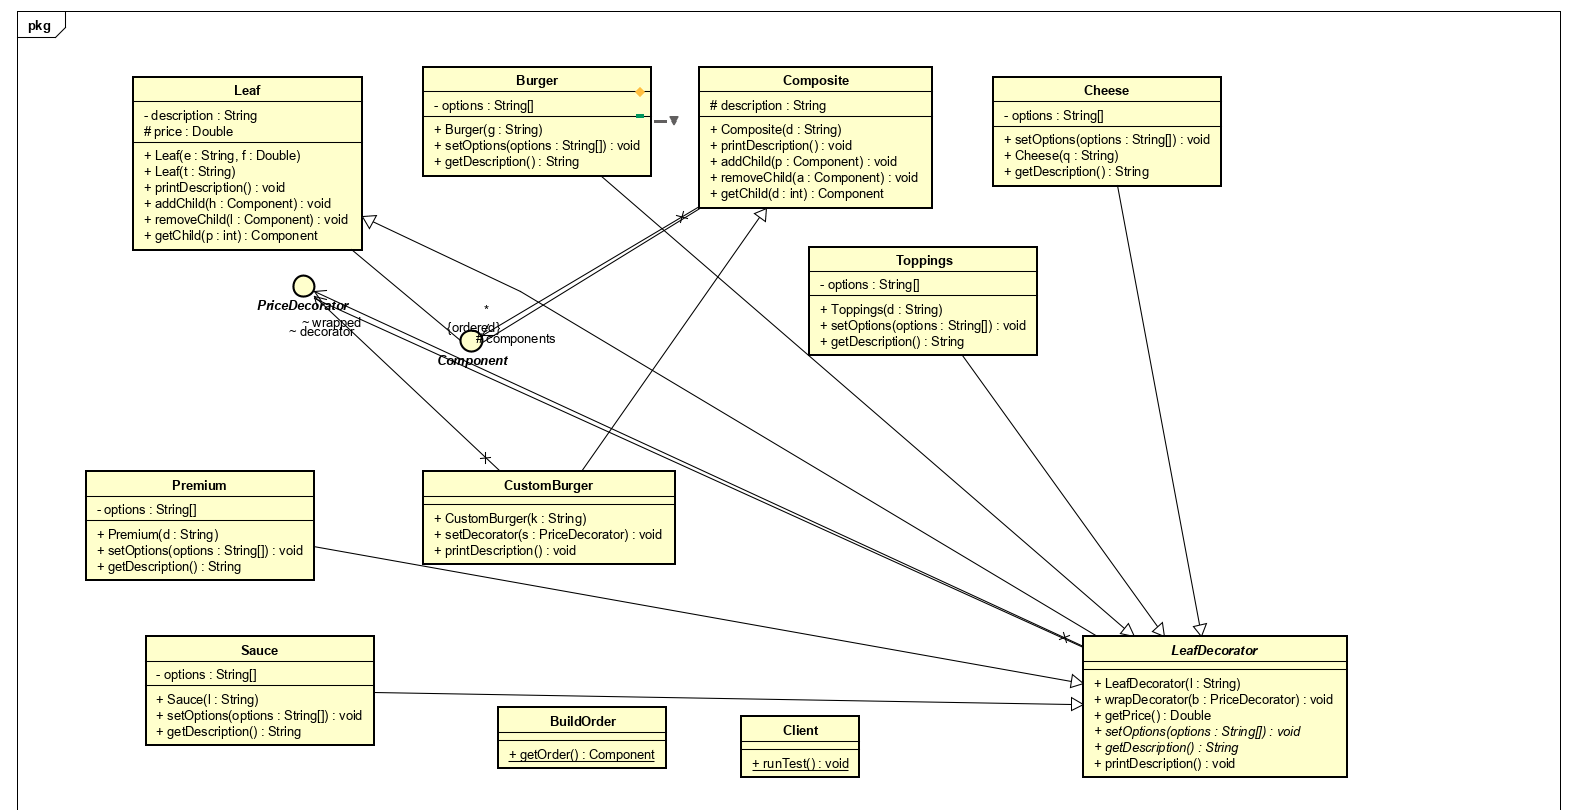 pkg
Leaf
- description : String
# price : Double
+ Leaf(e : String, f : Double)
+ Leaf(t : String)
+ printDescription() : void
+ addChild(h : Component) : void
+ removeChild(l : Component) : void
+ getChild(p : int) : Component
Burger
- options : String[]
+ Burger(g : String)
+ setOptions(options : String[]) : void
+ getDescription() : String
Composite
# description : String
+ Composite(d : String)
+ printDescription() : void
+ addChild(p : Component) : void
+ removeChild(a : Component) : void
+ getChild(d : int) : Component
Cheese
- options : String[]
+ setOptions(options : String[]) : void
+ Cheese(q : String)
+ getDescription() : String
Toppings
- options : String[]
+ Toppings(d : String)
+ setOptions(options : String[]) : void
+ getDescription() : String
PriceDecorator
~ wrapped
~ decorator
*
{ordered}
# components
Component
Premium
- options : String[]
+ Premium(d : String)
+ setOptions(options : String[]) : void
+ getDescription() : String
CustomBurger
+ CustomBurger(k : String)
+ setDecorator(s : PriceDecorator) : void
+ printDescription() : void
Sauce
- options : String[]
+ Sauce(l : String)
+ setOptions(options : String[]) : void
+ getDescription() : String
BuildOrder
+ getOrder() : Component
Client
+ runTest() : void
LeafDecorator
+ LeafDecorator(l : String)
+ wrapDecorator(b : PriceDecorator) : void
+ getPrice() : Double
+ setOptions(options : String[]) : void
+ getDescription() : String
+ printDescription() : void